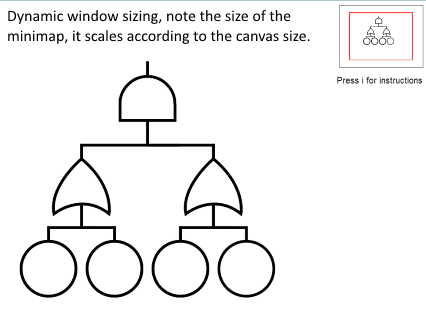 Dynamic window sizing, note the size of the
minimap, it scales according to the canvas size.
Press i for instructions